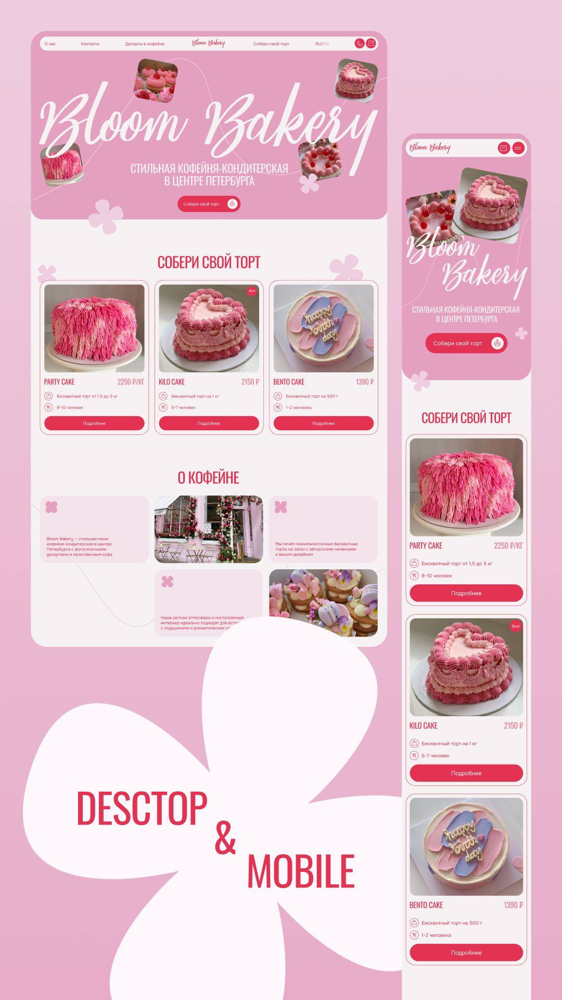 О нас
Контакты
Десерты в кофейне
Bloom Bakery
Собери свой торт
RU/EN
Bloom Bakery
СТИЛЬНАЯ КОФЕЙНЯ-КОНДИТЕРСКАЯ
В ЦЕНТРЕ ПЕТЕРБУРГА
Собери свой торт
СОБЕРИ СВОЙ ТОРТ
PARTY CAKE 2250 ₽/КГ
Бисквитный торт от 1,5 до 5 кг
8-10 человек
Подробнее
Best
KILO CAKE 2150 ₽
Бисквитный торт на 1 кг
5-7 человек
Подробнее
happy
birth
day
BENTO CAKE 1390 ₽
Бисквитный торт на 500 г
1-2 человека
Подробнее
О КОФЕЙНЕ
Bloom Bakery — стильная мини
кофейня-кондитерская в центре
Петербурга с фотогеничными
десертами и качественным кофе
Мы печём минималистичные бисквитные
торты на заказ с авторскими начинками
и вашим дизайном
Наша уютная атмосфера и инстаграмный
интерьер идеально подходят для
с подружками и романтических
DESCTOP
&
MOBILE
Bloom Bakery
Bloom
Bakery
СТИЛЬНАЯ КОФЕЙНЯ-КОНДИТЕРСКАЯ
В ЦЕНТРЕ ПЕТЕРБУРГА
Собери свой торт
СОБЕРИ СВОЙ ТОРТ
PARTY CAKE 2250 ₽/КГ
Бисквитный торт от 1,5 до 5 кг
8-10 человек
Подробнее
Best
KILO CAKE 2150 ₽
Бисквитный торт на 1 кг
5-7 человек
Подробнее
happy
birth
day
BENTO CAKE 1390 ₽
Бисквитный торт на 500 г
1-2 человека
Подробнее